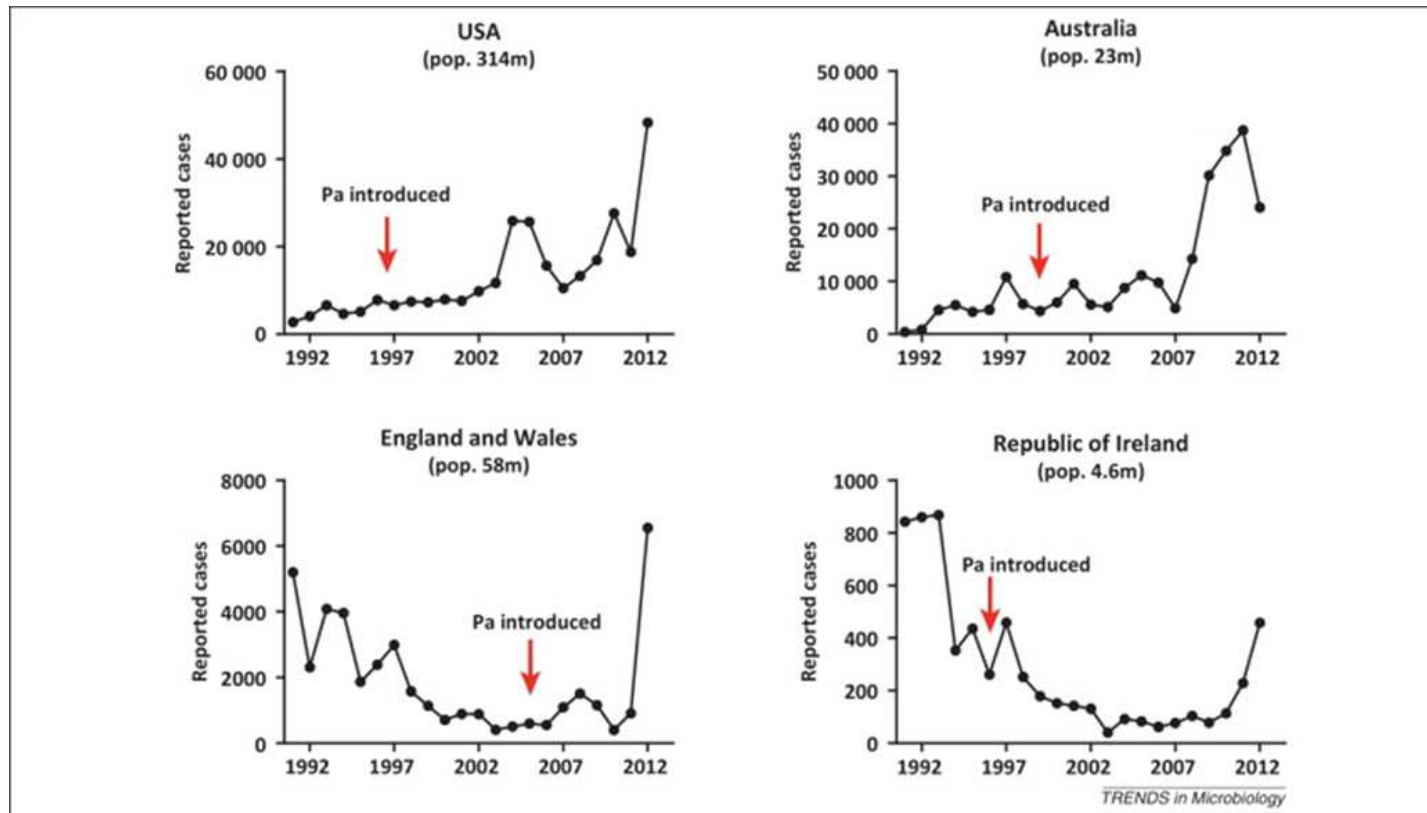 USA
(pop. 314m)
60 000
40 000
20 000
0
Reported cases
Pa introduced
1992 1997 2002 2007 2012
Australia
(pop. 23m)
50 000
40 000
30 000
20 000
10 000
0
Reported cases
Pa introduced
1992 1997 2002 2007 2012
England and Wales
(pop. 58m)
8000
6000
4000
2000
0
Reported cases
Pa introduced
1992 1997 2002 2007 2012
Republic of Ireland
(pop. 4.6m)
1000
800
600
400
200
0
Reported cases
Pa introduced
1992 1997 2002 2007 2012
TRENDS in Microbiology